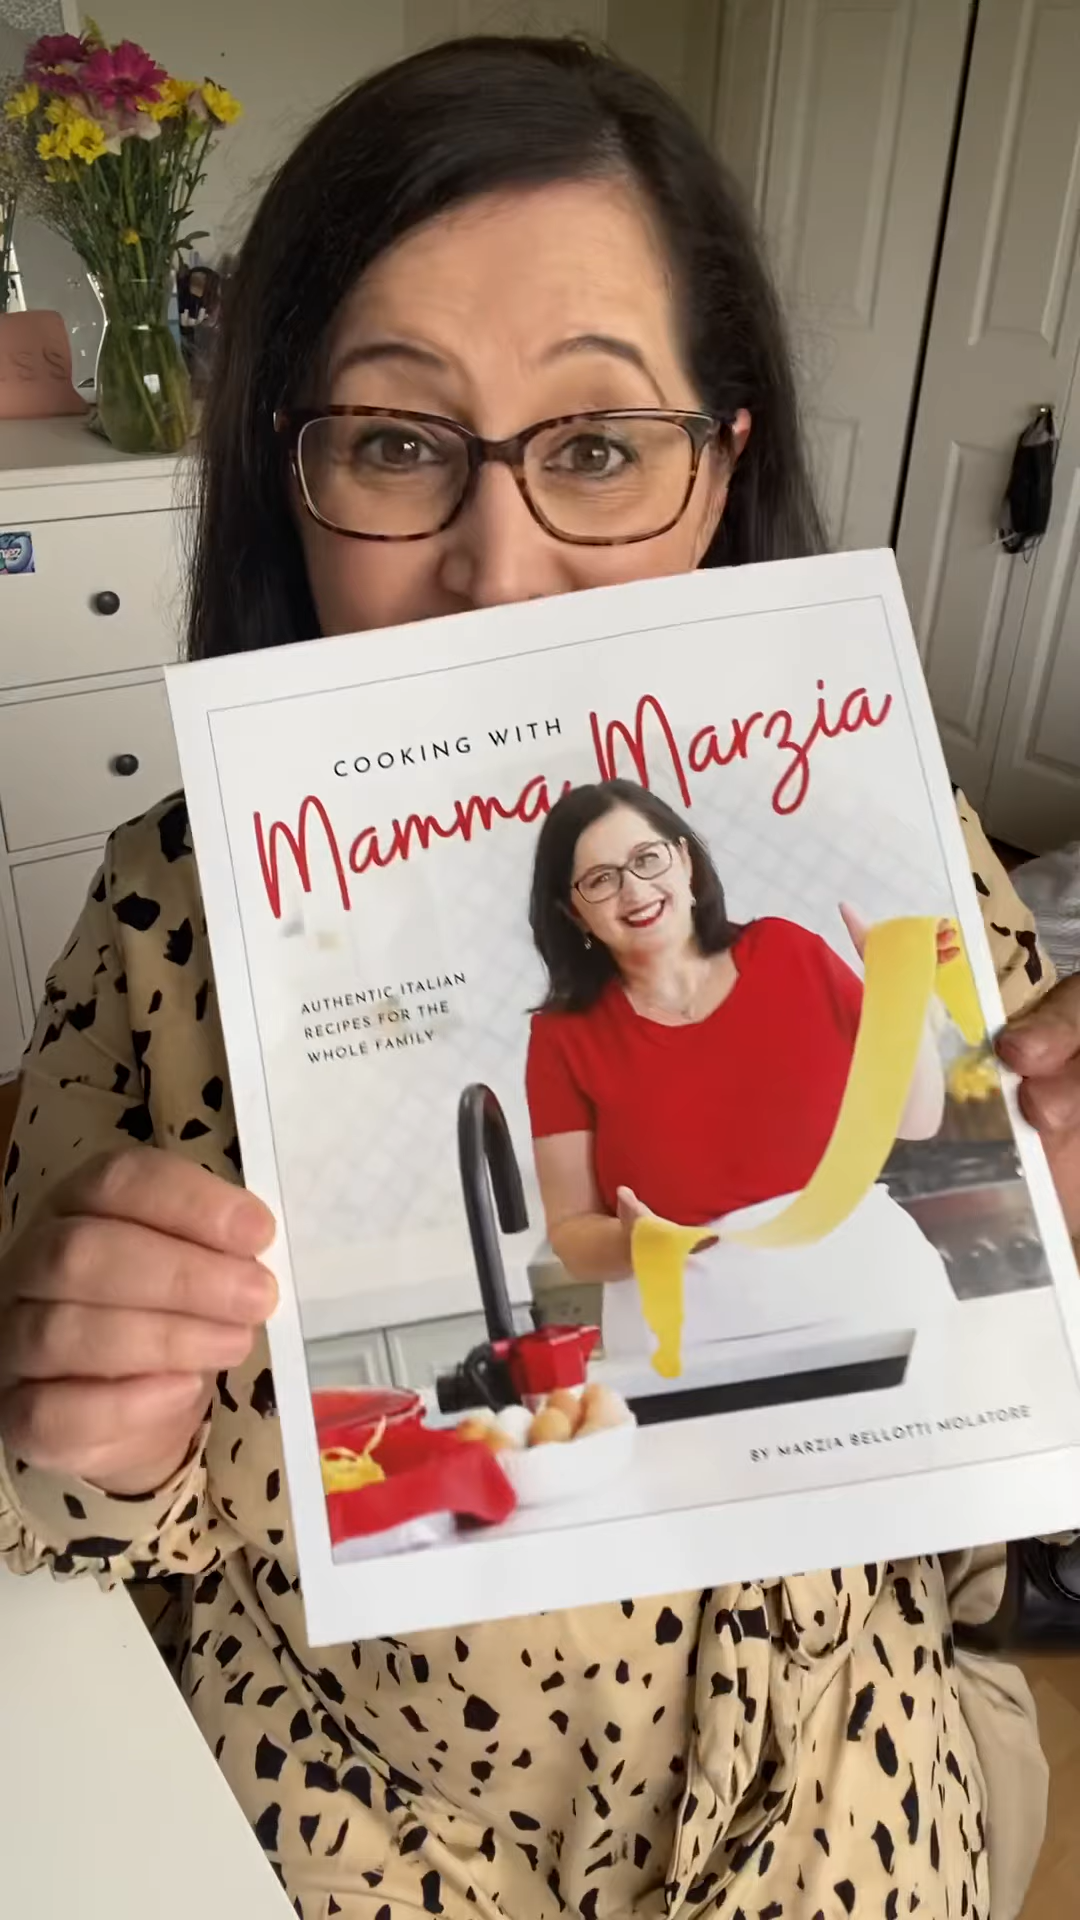 COOKING WITH
Mamma Marzia
AUTHENTIC ITALIAN
RECIPES FOR THE
WHOLE FAMILY
BY MARZIA BELLOTTI MOLATORE